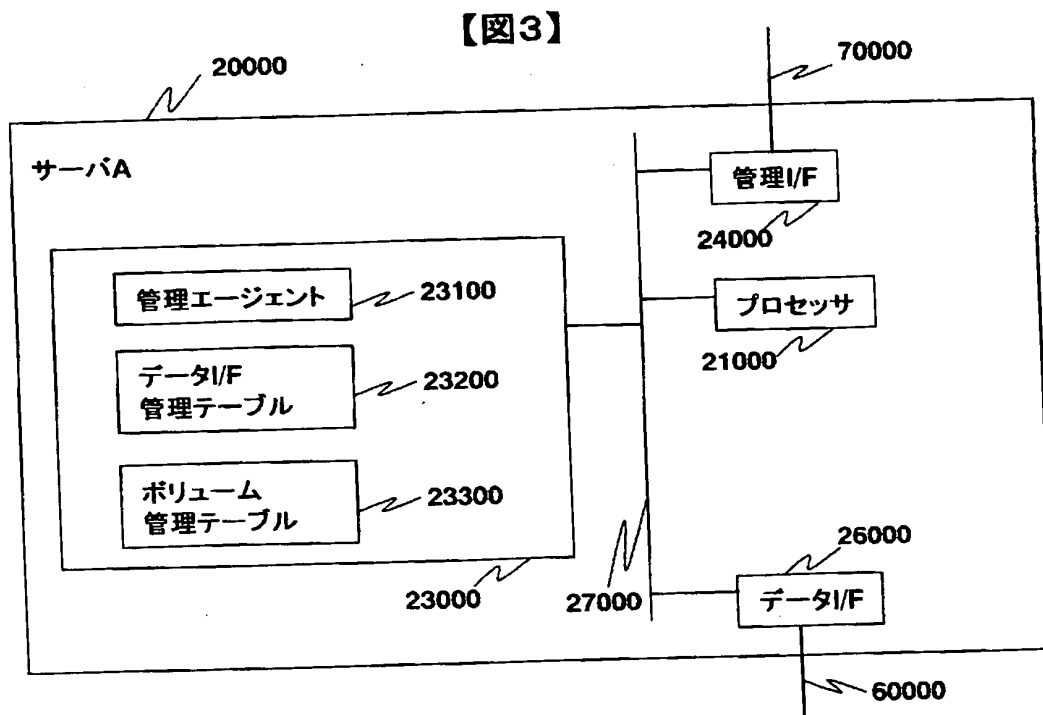 【図3】
20000
70000
サーバA
管理I/F
24000
管理エージェント
23100
プロセッサ
21000
データI/F
管理テーブル
23200
ボリューム
管理テーブル
23300
26000
23000
27000
データI/F
60000